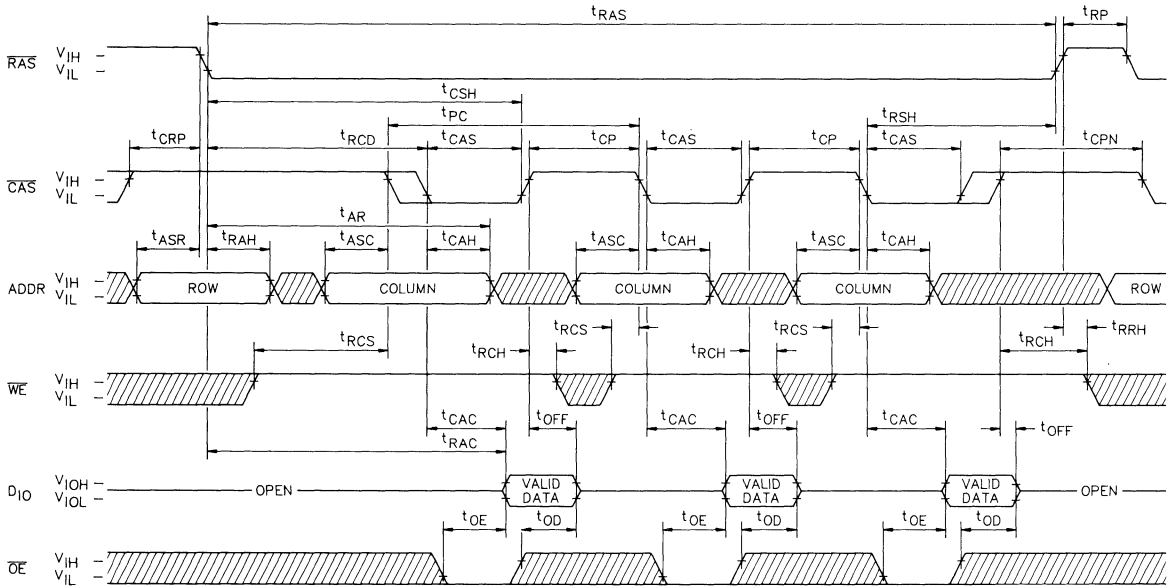 tRAS tRP
RAS VIH VIL
tCSH
tPC tRSH
tCRP tRCD tCAS tCP tCAS tCP tCAS tCPN
CAS VIH VIL
tAR
tASR tRAH tASC tCAH tASC tCAH tASC tCAH
ADDR VIH VIL ROW COLUMN COLUMN COLUMN ROW
tRCS tRCH tRCS tRCH tRCS tRCH tRRH
WE VIH VIL
tCAC tOFF tCAC tOFF tCAC tOFF
tRAC
DIO VIOH VIOL OPEN VALID DATA VALID DATA VALID DATA OPEN
tOE tOD tOE tOD tOE tOD
OE VIH VIL